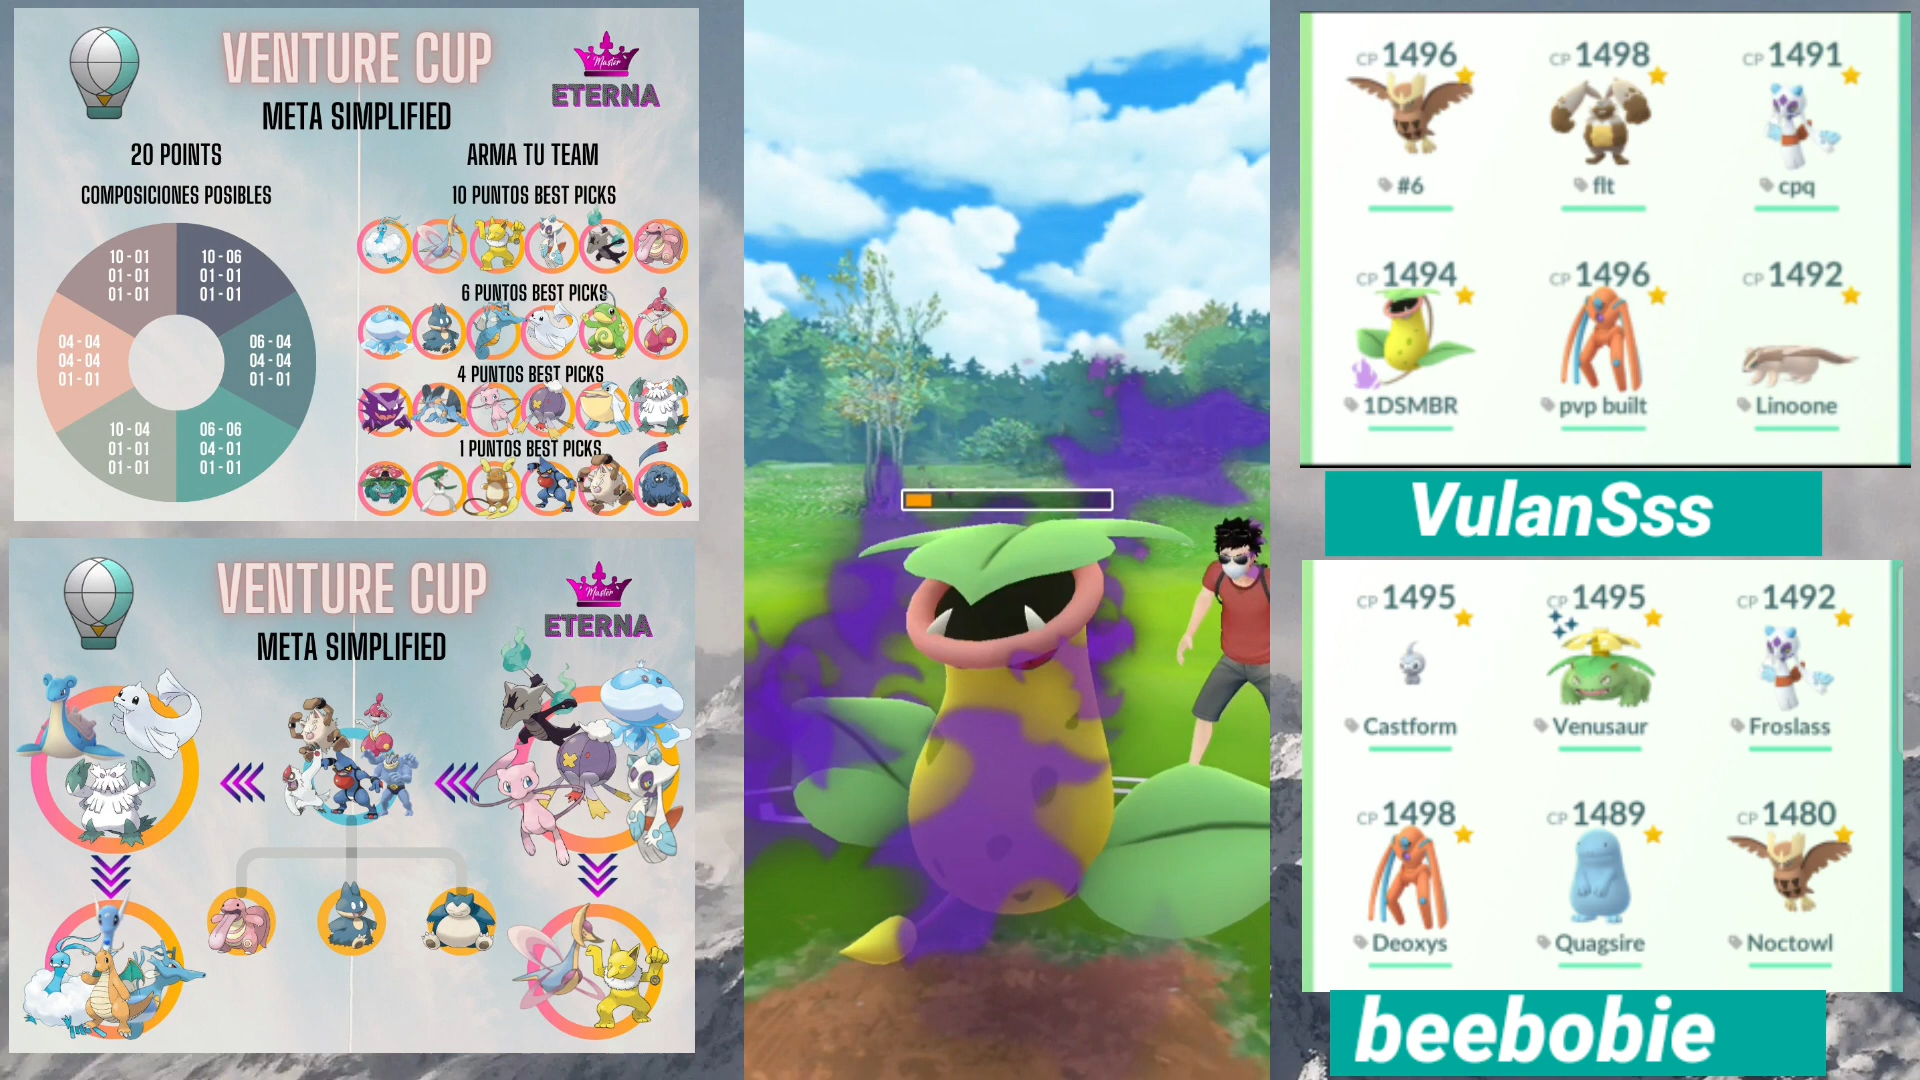 VENTURE CUP
META SIMPLIFIED
Master
ETERNA
20 POINTS
COMPOSICIONES POSIBLES
10 - 01
01 - 01
01 - 01
10 - 06
01 - 01
01 - 01
04 - 04
04 - 04
01 - 01
06 - 04
04 - 04
01 - 01
10 - 04
01 - 01
01 - 01
06 - 06
04 - 01
01 - 01
ARMA TU TEAM
10 PUNTOS BEST PICKS
6 PUNTOS BEST PICKS
4 PUNTOS BEST PICKS
1 PUNTOS BEST PICKS
VENTURE CUP
META SIMPLIFIED
Master
ETERNA
CP 1496
CP 1498
CP 1491
#6
flt
cpq
CP 1494
CP 1496
CP 1492
1DSMBR
pvp built
Linoone
VulanSss
CP 1495
CP 1495
CP 1492
Castform
Venusaur
Froslass
CP 1498
CP 1489
CP 1480
Deoxys
Quagsire
Noctowl
beebobie